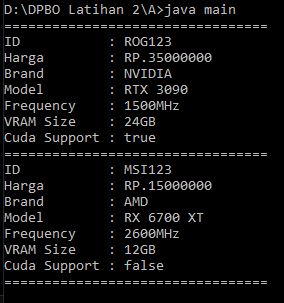 D:\DPBO Latihan 2\A>java main
=================================
ID           : ROG123
Harga        : RP.35000000
Brand        : NVIDIA
Model        : RTX 3090
Frequency    : 1500MHz
VRAM Size    : 24GB
Cuda Support : true
=================================
ID           : MSI123
Harga        : RP.15000000
Brand        : AMD
Model        : RX 6700 XT
Frequency    : 2600MHz
VRAM Size    : 12GB
Cuda Support : false
=================================